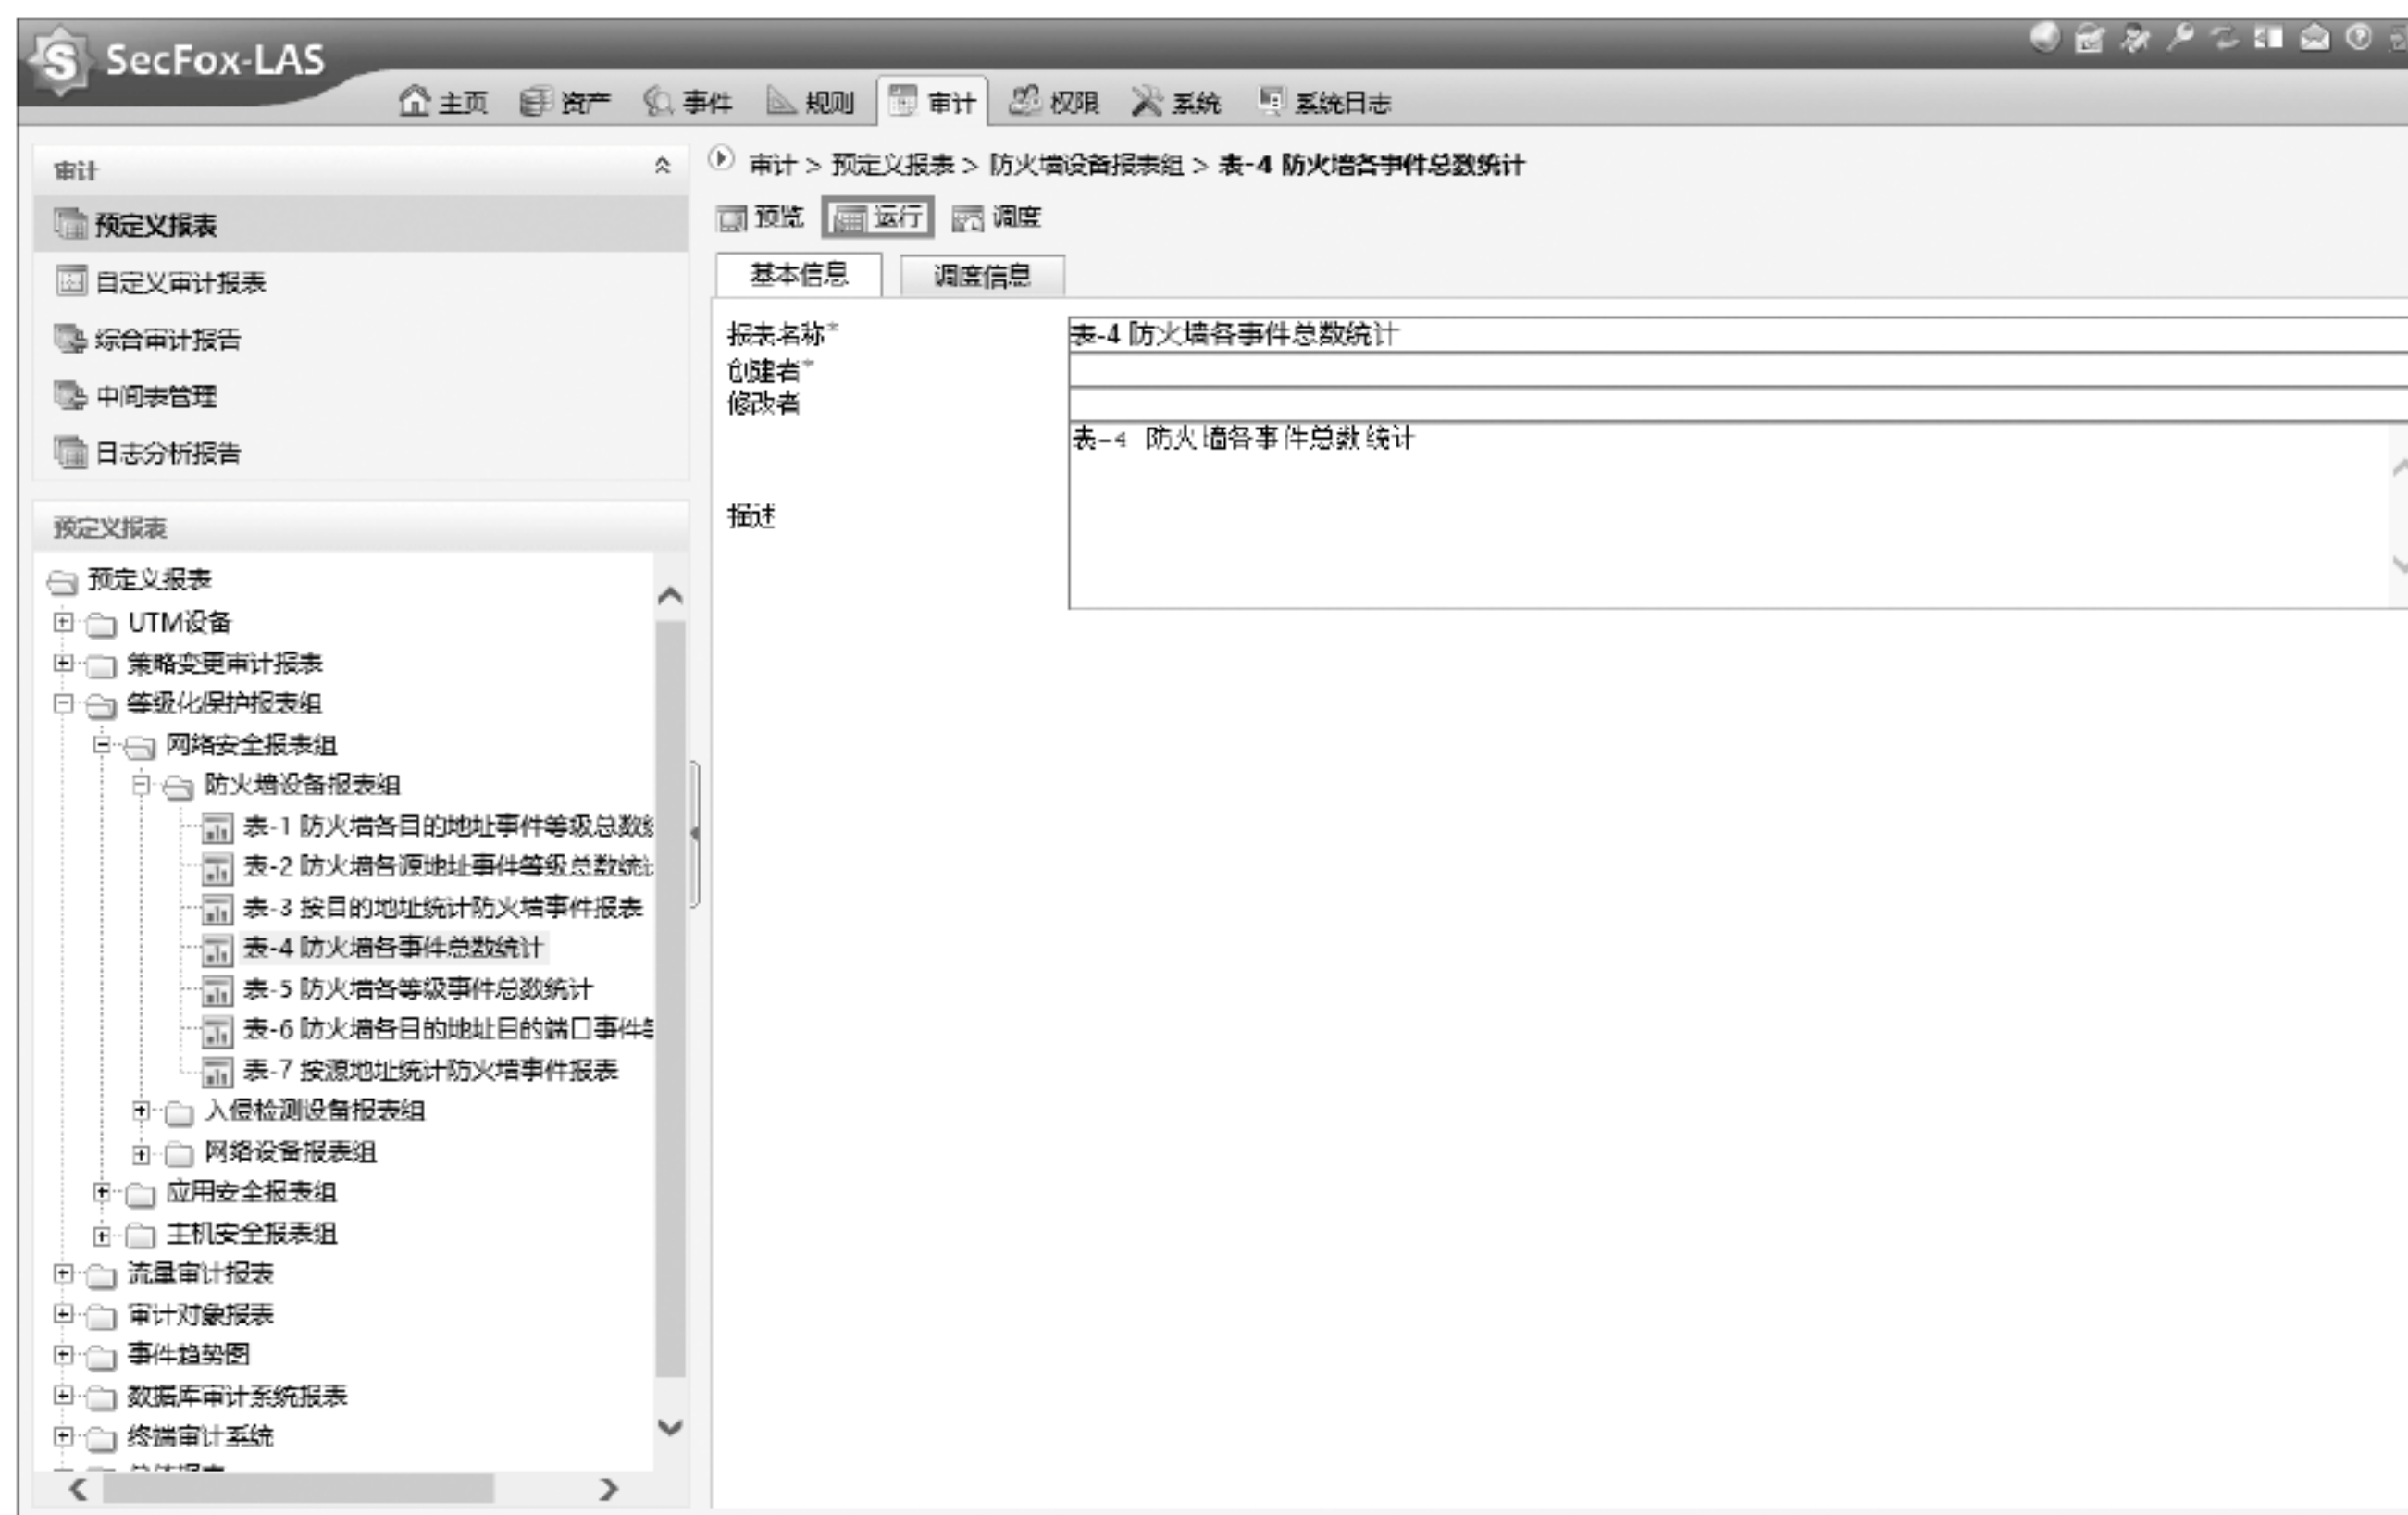 SecFox-LAS
主页 资产 事件 规则 审计 权限 系统 系统日志
审计
预定义报表
自定义审计报表
综合审计报告
中间表管理
日志分析报告
预定义报表
预定义报表
UTM设备
策略变更审计报表
等级化保护报表组
网络安全报表组
防火墙设备报表组
表-1 防火墙各目的地址事件等级总数
表-2 防火墙各源地址事件等级总数统计
表-3 按目的地址统计防火墙事件报表
表-4 防火墙各事件总数统计
表-5 防火墙各等级事件总数统计
表-6 防火墙各目的地址目的端口事件
表-7 按源地址统计防火墙事件报表
入侵检测设备报表组
网络设备报表组
应用安全报表组
主机安全报表组
流量审计报表
审计对象报表
事件趋势图
数据库审计系统报表
终端审计系统
审计 > 预定义报表 > 防火墙设备报表组 > 表-4 防火墙各事件总数统计
预览 运行 调度
基本信息 调度信息
报表名称* 表-4 防火墙各事件总数统计
创建者*
修改者
描述 表-4 防火墙各事件总数统计